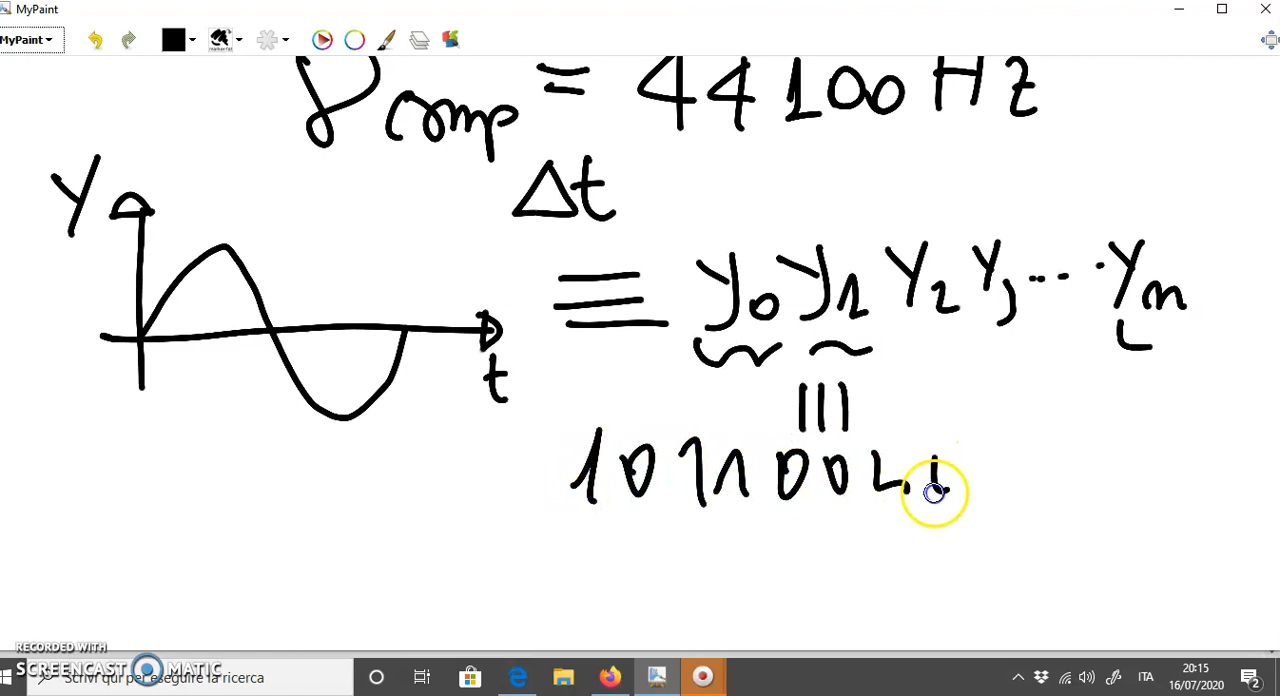 MyPaint
MyPaint
f comp = 44100 Hz
Y
Δt
≡ y0 y1 y2 y3 .... yn
t
|||
10110011
RECORDED WITH
SCREENCAST MATIC
Scrivi qui per eseguire la ricerca
ITA
20:15
16/07/2020
2